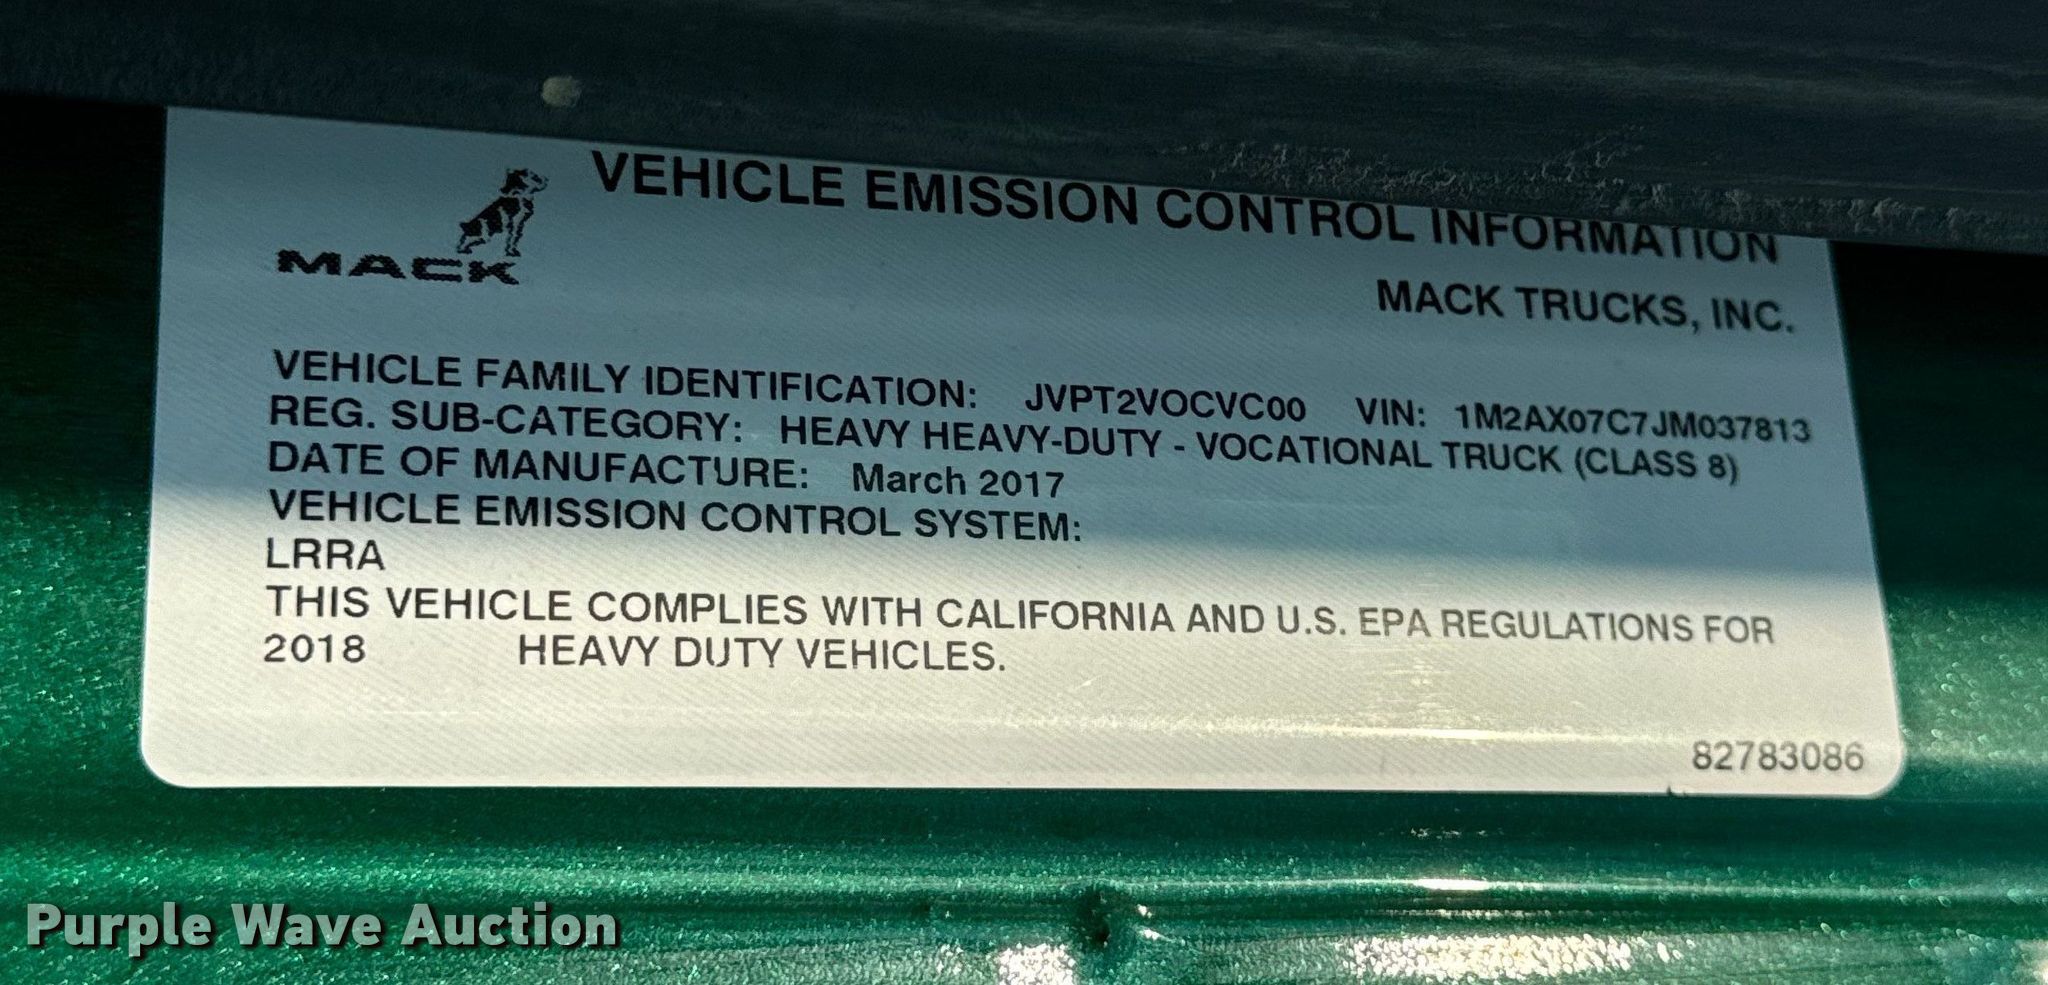 VEHICLE EMISSION CONTROL INFORMATION
MACK
MACK TRUCKS, INC.
VEHICLE FAMILY IDENTIFICATION: JVPT2VOCVC00 VIN: 1M2AX07C7JM037813
REG. SUB-CATEGORY: HEAVY HEAVY-DUTY - VOCATIONAL TRUCK (CLASS 8)
DATE OF MANUFACTURE: March 2017
VEHICLE EMISSION CONTROL SYSTEM:
LRRA
THIS VEHICLE COMPLIES WITH CALIFORNIA AND U.S. EPA REGULATIONS FOR
2018 HEAVY DUTY VEHICLES.
82783086
Purple Wave Auction